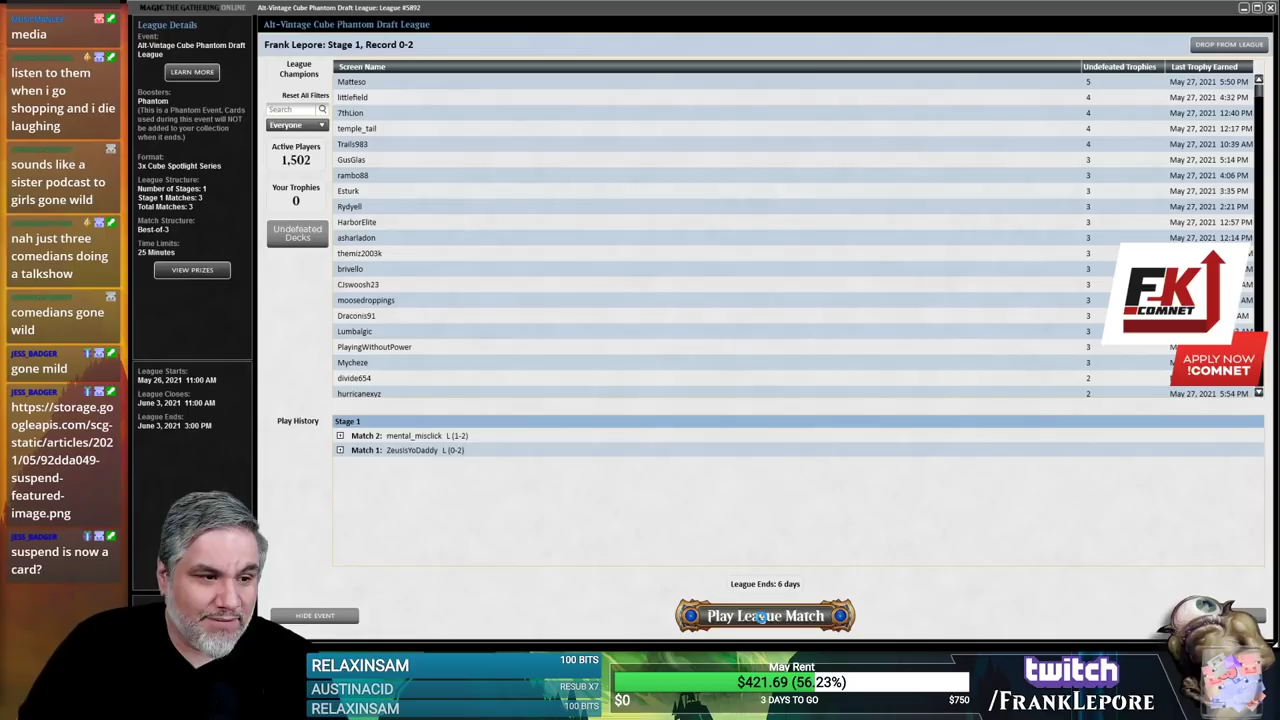 media
listen to them
when i go
shopping and i die
laughing
sounds like a
sister podcast to
girls gone wild
nah just three
comedians doing
a talkshow
comedians gone
wild
JESS_BADGER
gone mild
JESS_BADGER
https://storage.go
ogleapis.com/scg-
static/articles/202
1/05/92dda049-
suspend-
featured-
image.png
JESS_BADGER
suspend is now a
card?
MAGIC THE GATHERING ONLINE
Alt-Vintage Cube Phantom Draft League: League #5892
League Details
Event:
Alt-Vintage Cube Phantom Draft
League
LEARN MORE
Boosters:
Phantom
(This is a Phantom Event, Cards
used during this event will NOT
be added to your collection
when it ends.)
Format:
3x Cube Spotlight Series
League Structure:
Number of Stages: 1
Stage 1 Matches: 3
Total Matches: 3
Match Structure:
Best-of-3
Time Limits:
25 Minutes
VIEW PRIZES
League Starts:
May 26, 2021 11:00 AM
League Closes:
June 3, 2021 11:00 AM
League Ends:
June 3, 2021 3:00 PM
Alt-Vintage Cube Phantom Draft League
Frank Lepore: Stage 1, Record 0-2
DROP FROM LEAGUE
League
Champions
Reset All Filters
Search
Everyone
Active Players
1,502
Your Trophies
0
Undefeated
Decks
Screen Name Undefeated Trophies Last Trophy Earned
Matteso 5 May 27, 2021 5:50 PM
littlefield 4 May 27, 2021 4:32 PM
7thLion 4 May 27, 2021 12:40 PM
temple_tail 4 May 27, 2021 12:17 PM
Trails983 4 May 27, 2021 10:39 AM
GusGlas 3 May 27, 2021 5:14 PM
rambo88 3 May 27, 2021 4:06 PM
Esturk 3 May 27, 2021 3:35 PM
Rydyell 3 May 27, 2021 2:21 PM
HarborElite 3 May 27, 2021 12:57 PM
asharladon 3 May 27, 2021 12:14 PM
themiz2003k 3
brivello 3
CJswoosh23 3
moosedroppings 3
Draconis91 3
Lumbalgic 3
PlayingWithoutPower 3
Mycheze 3
divide654 2
hurricanexyz 2 May 27, 2021 5:54 PM
FK
.COMNET
APPLY NOW
!COMNET
Play History
Stage 1
Match 2: mental_misclick L (1-2)
Match 1: ZeusIsYoDaddy L (0-2)
League Ends: 6 days
HIDE EVENT
Play League Match
RELAXINSAM 100 BITS
AUSTINACID RESUB X7
RELAXINSAM 100 BITS
May Rent
$421.69 (56.23%)
$0 3 DAYS TO GO $750
twitch
/FRANKLEPORE